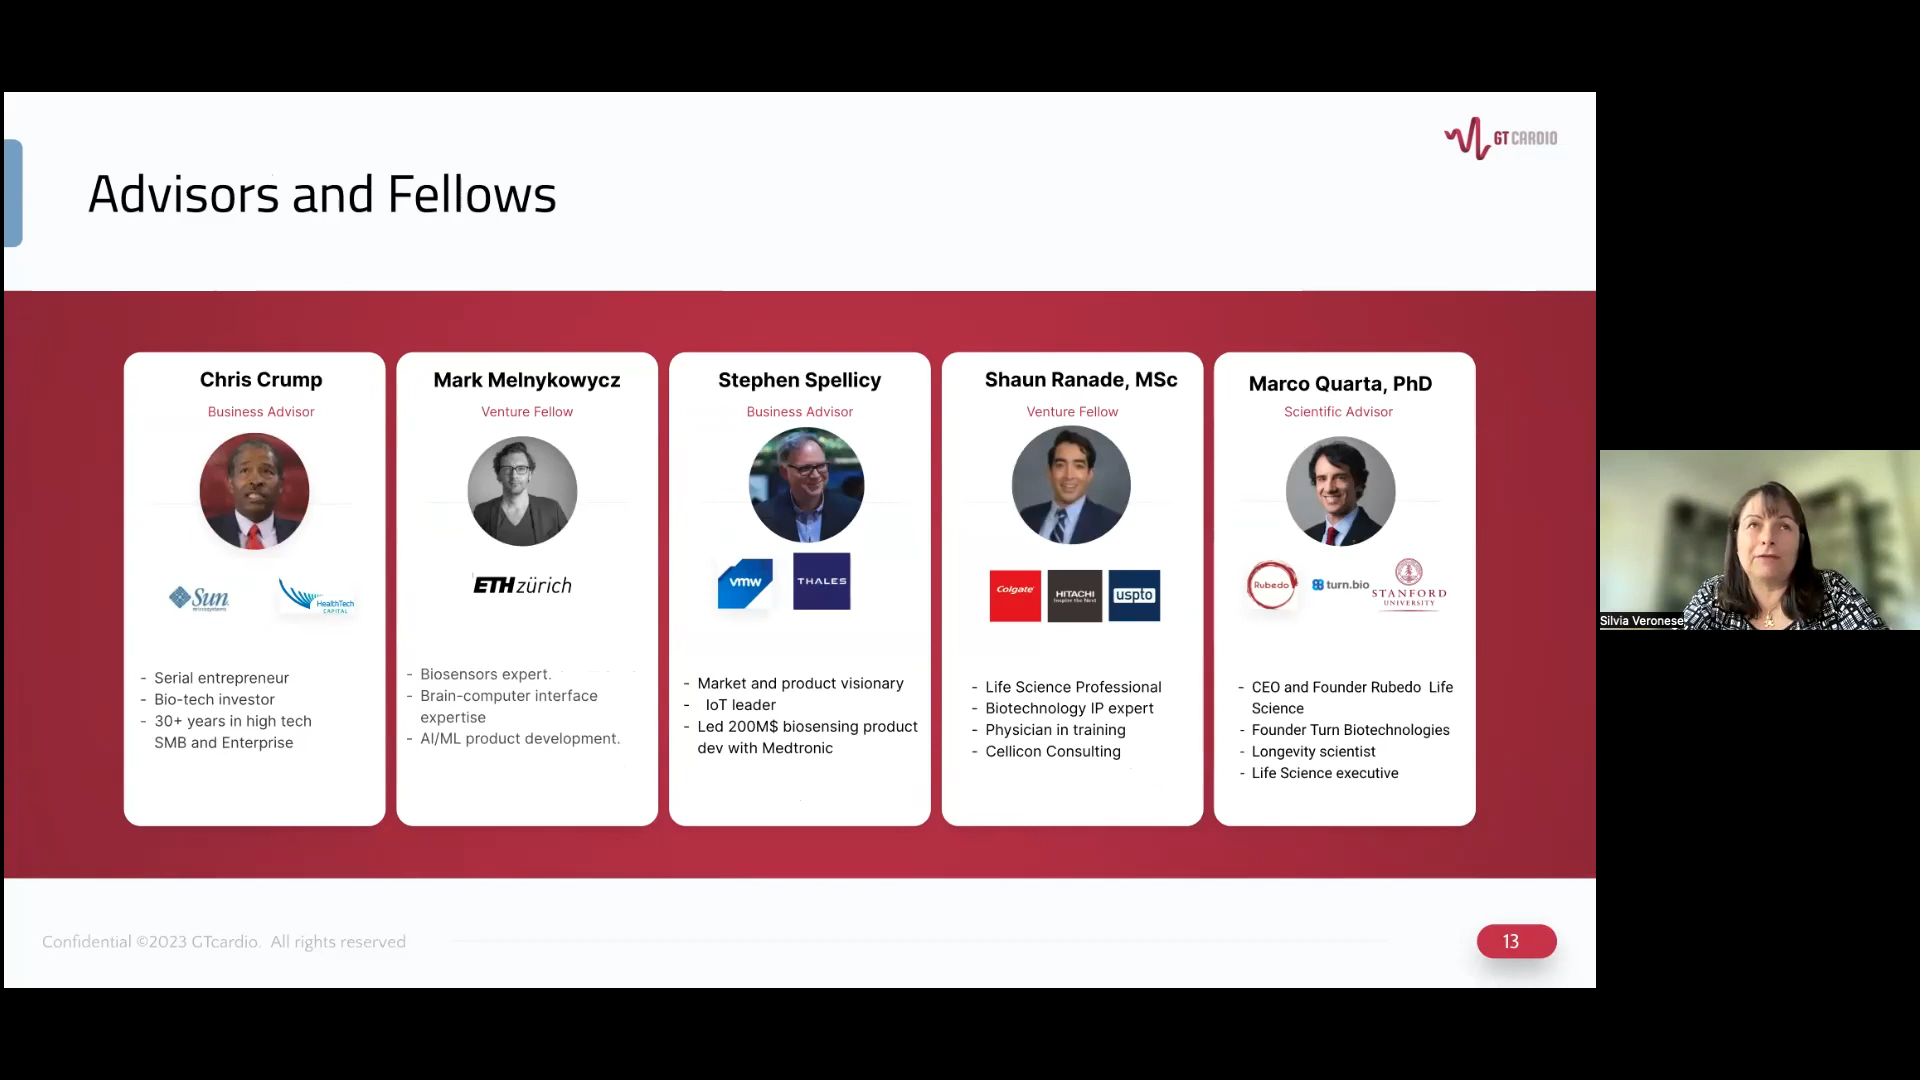 GT CARDIO
Advisors and Fellows
Chris Crump
Business Advisor
Sun
microsystems
HealthTech
CAPITAL
- Serial entrepreneur
- Bio-tech investor
- 30+ years in high tech
SMB and Enterprise
Mark Melnykowycz
Venture Fellow
ETH zürich
- Biosensors expert.
- Brain-computer interface
expertise
- AI/ML product development.
Stephen Spellicy
Business Advisor
vmw
THALES
- Market and product visionary
- IoT leader
- Led 200M$ biosensing product
dev with Medtronic
Shaun Ranade, MSc
Venture Fellow
Colgate
HITACHI
Inspire the Next
uspto
- Life Science Professional
- Biotechnology IP expert
- Physician in training
- Cellicon Consulting
Marco Quarta, PhD
Scientific Advisor
Rubedo
turn.bio
STANFORD
UNIVERSITY
- CEO and Founder Rubedo Life
Science
- Founder Turn Biotechnologies
- Longevity scientist
- Life Science executive
Silvia Veronese
Confidential ©2023 GTcardio. All rights reserved
13